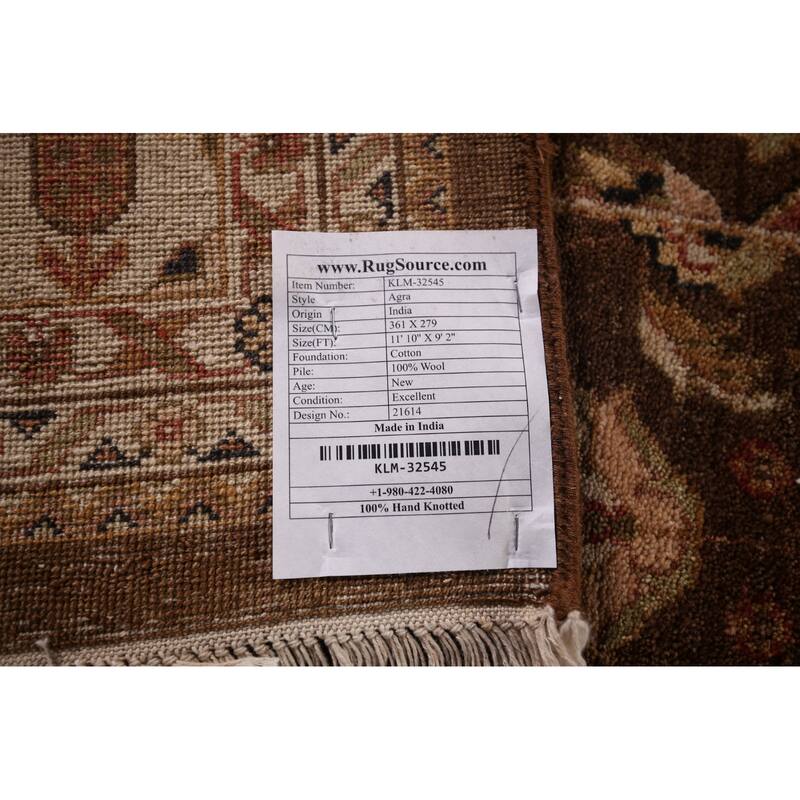 www.RugSource.com
Item Number: KLM-32545
Style Agra
Origin India
Size(CM): 361 X 279
Size(FT): 11' 10" X 9' 2"
Foundation: Cotton
Pile: 100% Wool
Age: New
Condition: Excellent
Design No.: 21614
Made in India
KLM-32545
+1-980-422-4080
100% Hand Knotted